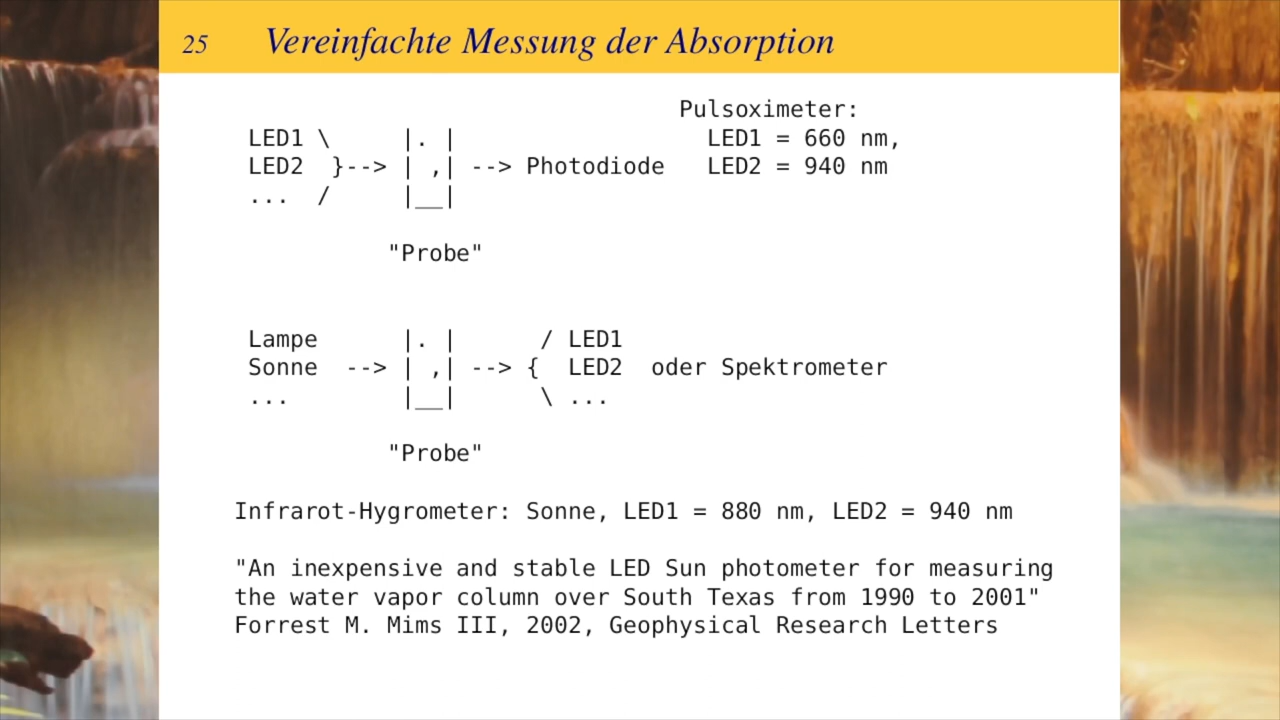 25 Vereinfachte Messung der Absorption
Pulsoximeter:
LED1 \ |. | LED1 = 660 nm,
LED2 }--> | ,| --> Photodiode LED2 = 940 nm
... / |__|
"Probe"
Lampe |. | / LED1
Sonne --> | ,| --> { LED2 oder Spektrometer
... |__| \ ...
"Probe"
Infrarot-Hygrometer: Sonne, LED1 = 880 nm, LED2 = 940 nm
"An inexpensive and stable LED Sun photometer for measuring
the water vapor column over South Texas from 1990 to 2001"
Forrest M. Mims III, 2002, Geophysical Research Letters